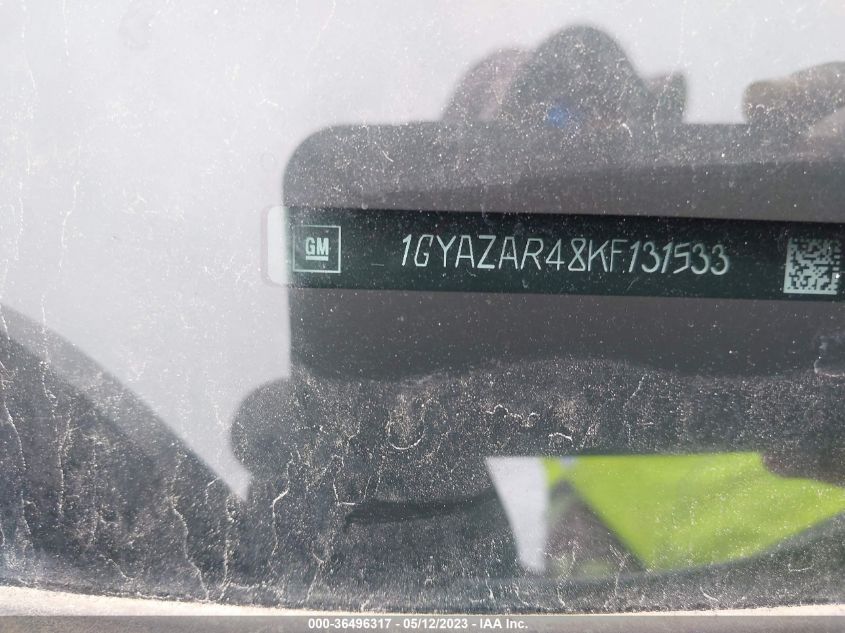 GM
1GYAZAR48KF131533
000-36496317 - 05/12/2023 - IAA Inc.